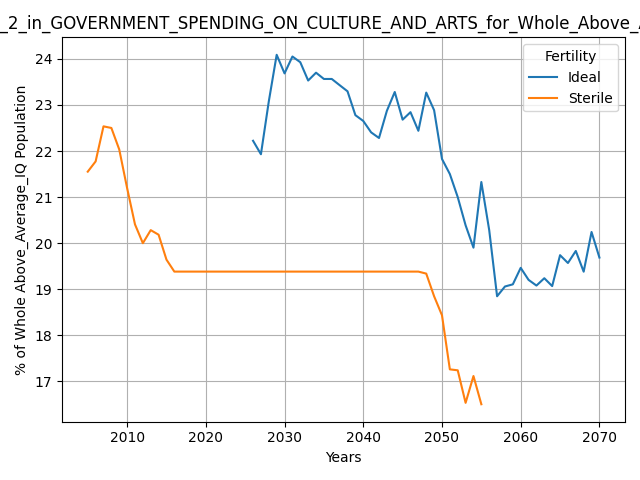 _2_in_GOVERNMENT_SPENDING_ON_CULTURE_AND_ARTS_for_Whole_Above_
24
23
22
21
20
19
18
17
% of Whole Above_Average_IQ Population
Fertility
Ideal
Sterile
2010 2020 2030 2040 2050 2060 2070
Years